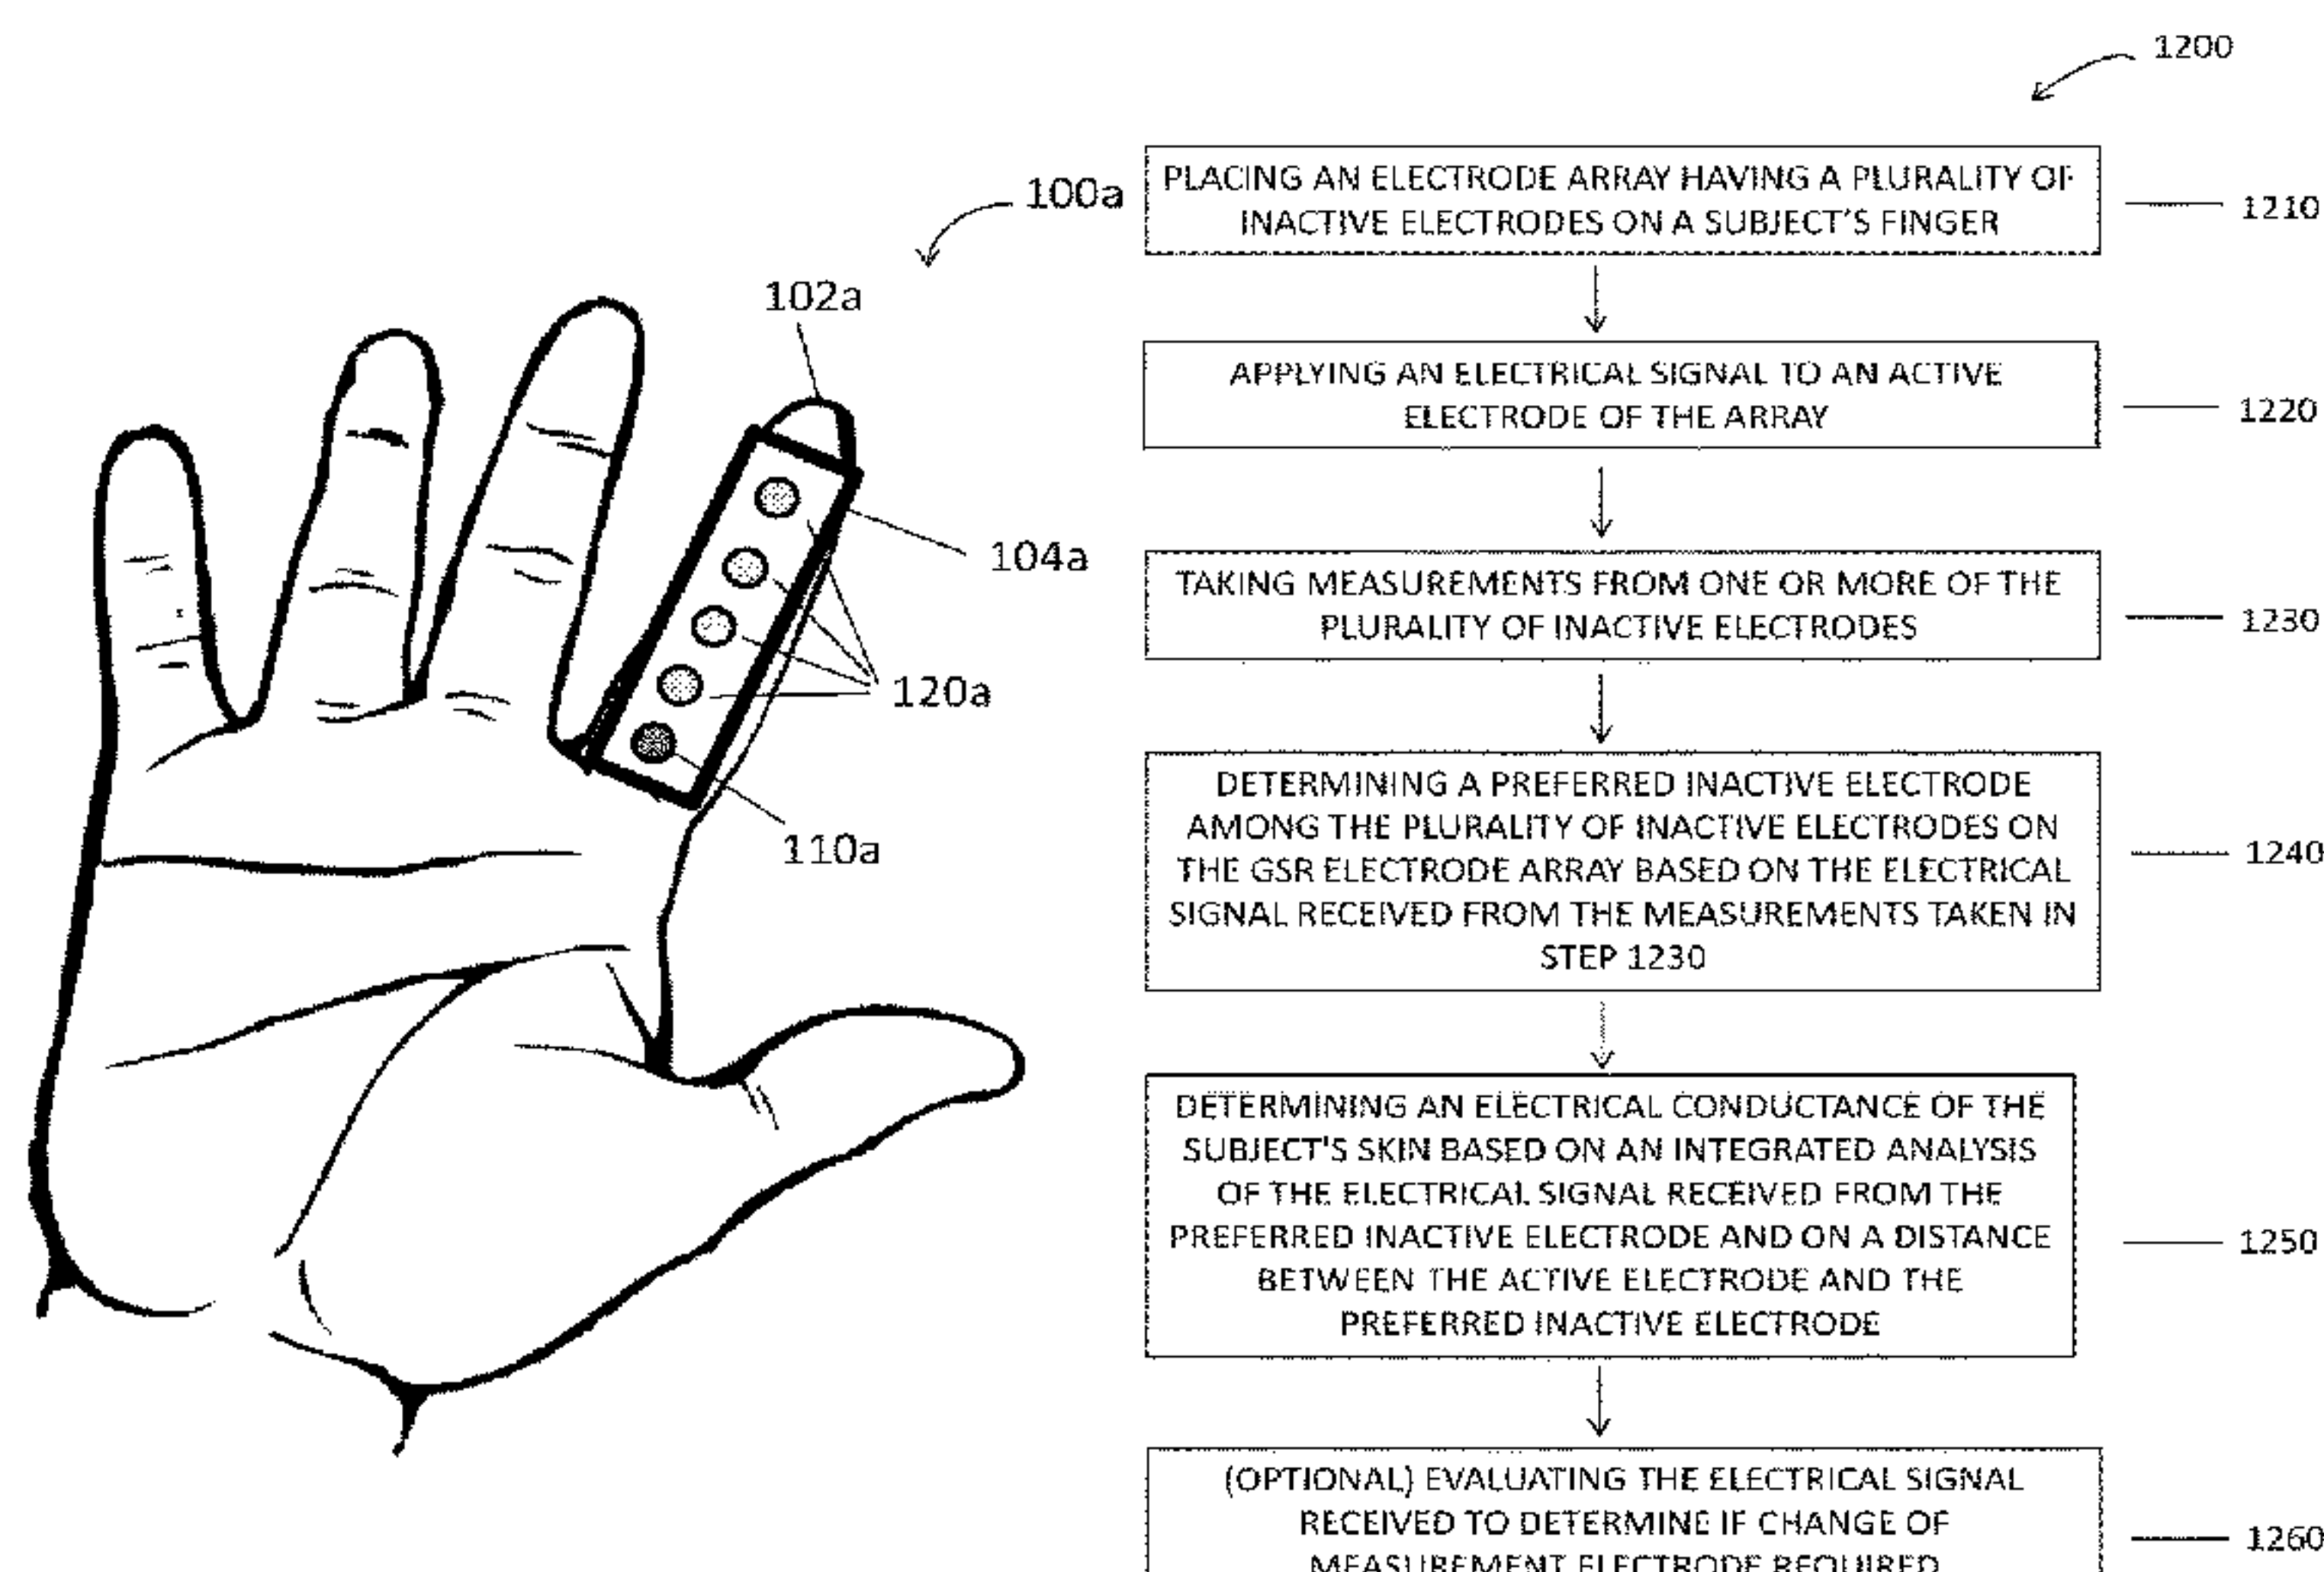 1200
100a
102a
104a
120a
110a
PLACING AN ELECTRODE ARRAY HAVING A PLURALITY OF
INACTIVE ELECTRODES ON A SUBJECT'S FINGER
1210
APPLYING AN ELECTRICAL SIGNAL TO AN ACTIVE
ELECTRODE OF THE ARRAY
1220
TAKING MEASUREMENTS FROM ONE OR MORE OF THE
PLURALITY OF INACTIVE ELECTRODES
1230
DETERMINING A PREFERRED INACTIVE ELECTRODE
AMONG THE PLURALITY OF INACTIVE ELECTRODES ON
THE GSR ELECTRODE ARRAY BASED ON THE ELECTRICAL
SIGNAL RECEIVED FROM THE MEASUREMENTS TAKEN IN
STEP 1230
1240
DETERMINING AN ELECTRICAL CONDUCTANCE OF THE
SUBJECT'S SKIN BASED ON AN INTEGRATED ANALYSIS
OF THE ELECTRICAL SIGNAL RECEIVED FROM THE
PREFERRED INACTIVE ELECTRODE AND ON A DISTANCE
BETWEEN THE ACTIVE ELECTRODE AND THE
PREFERRED INACTIVE ELECTRODE
1250
(OPTIONAL) EVALUATING THE ELECTRICAL SIGNAL
RECEIVED TO DETERMINE IF CHANGE OF
MEASUREMENT ELECTRODE REQUIRED
1260